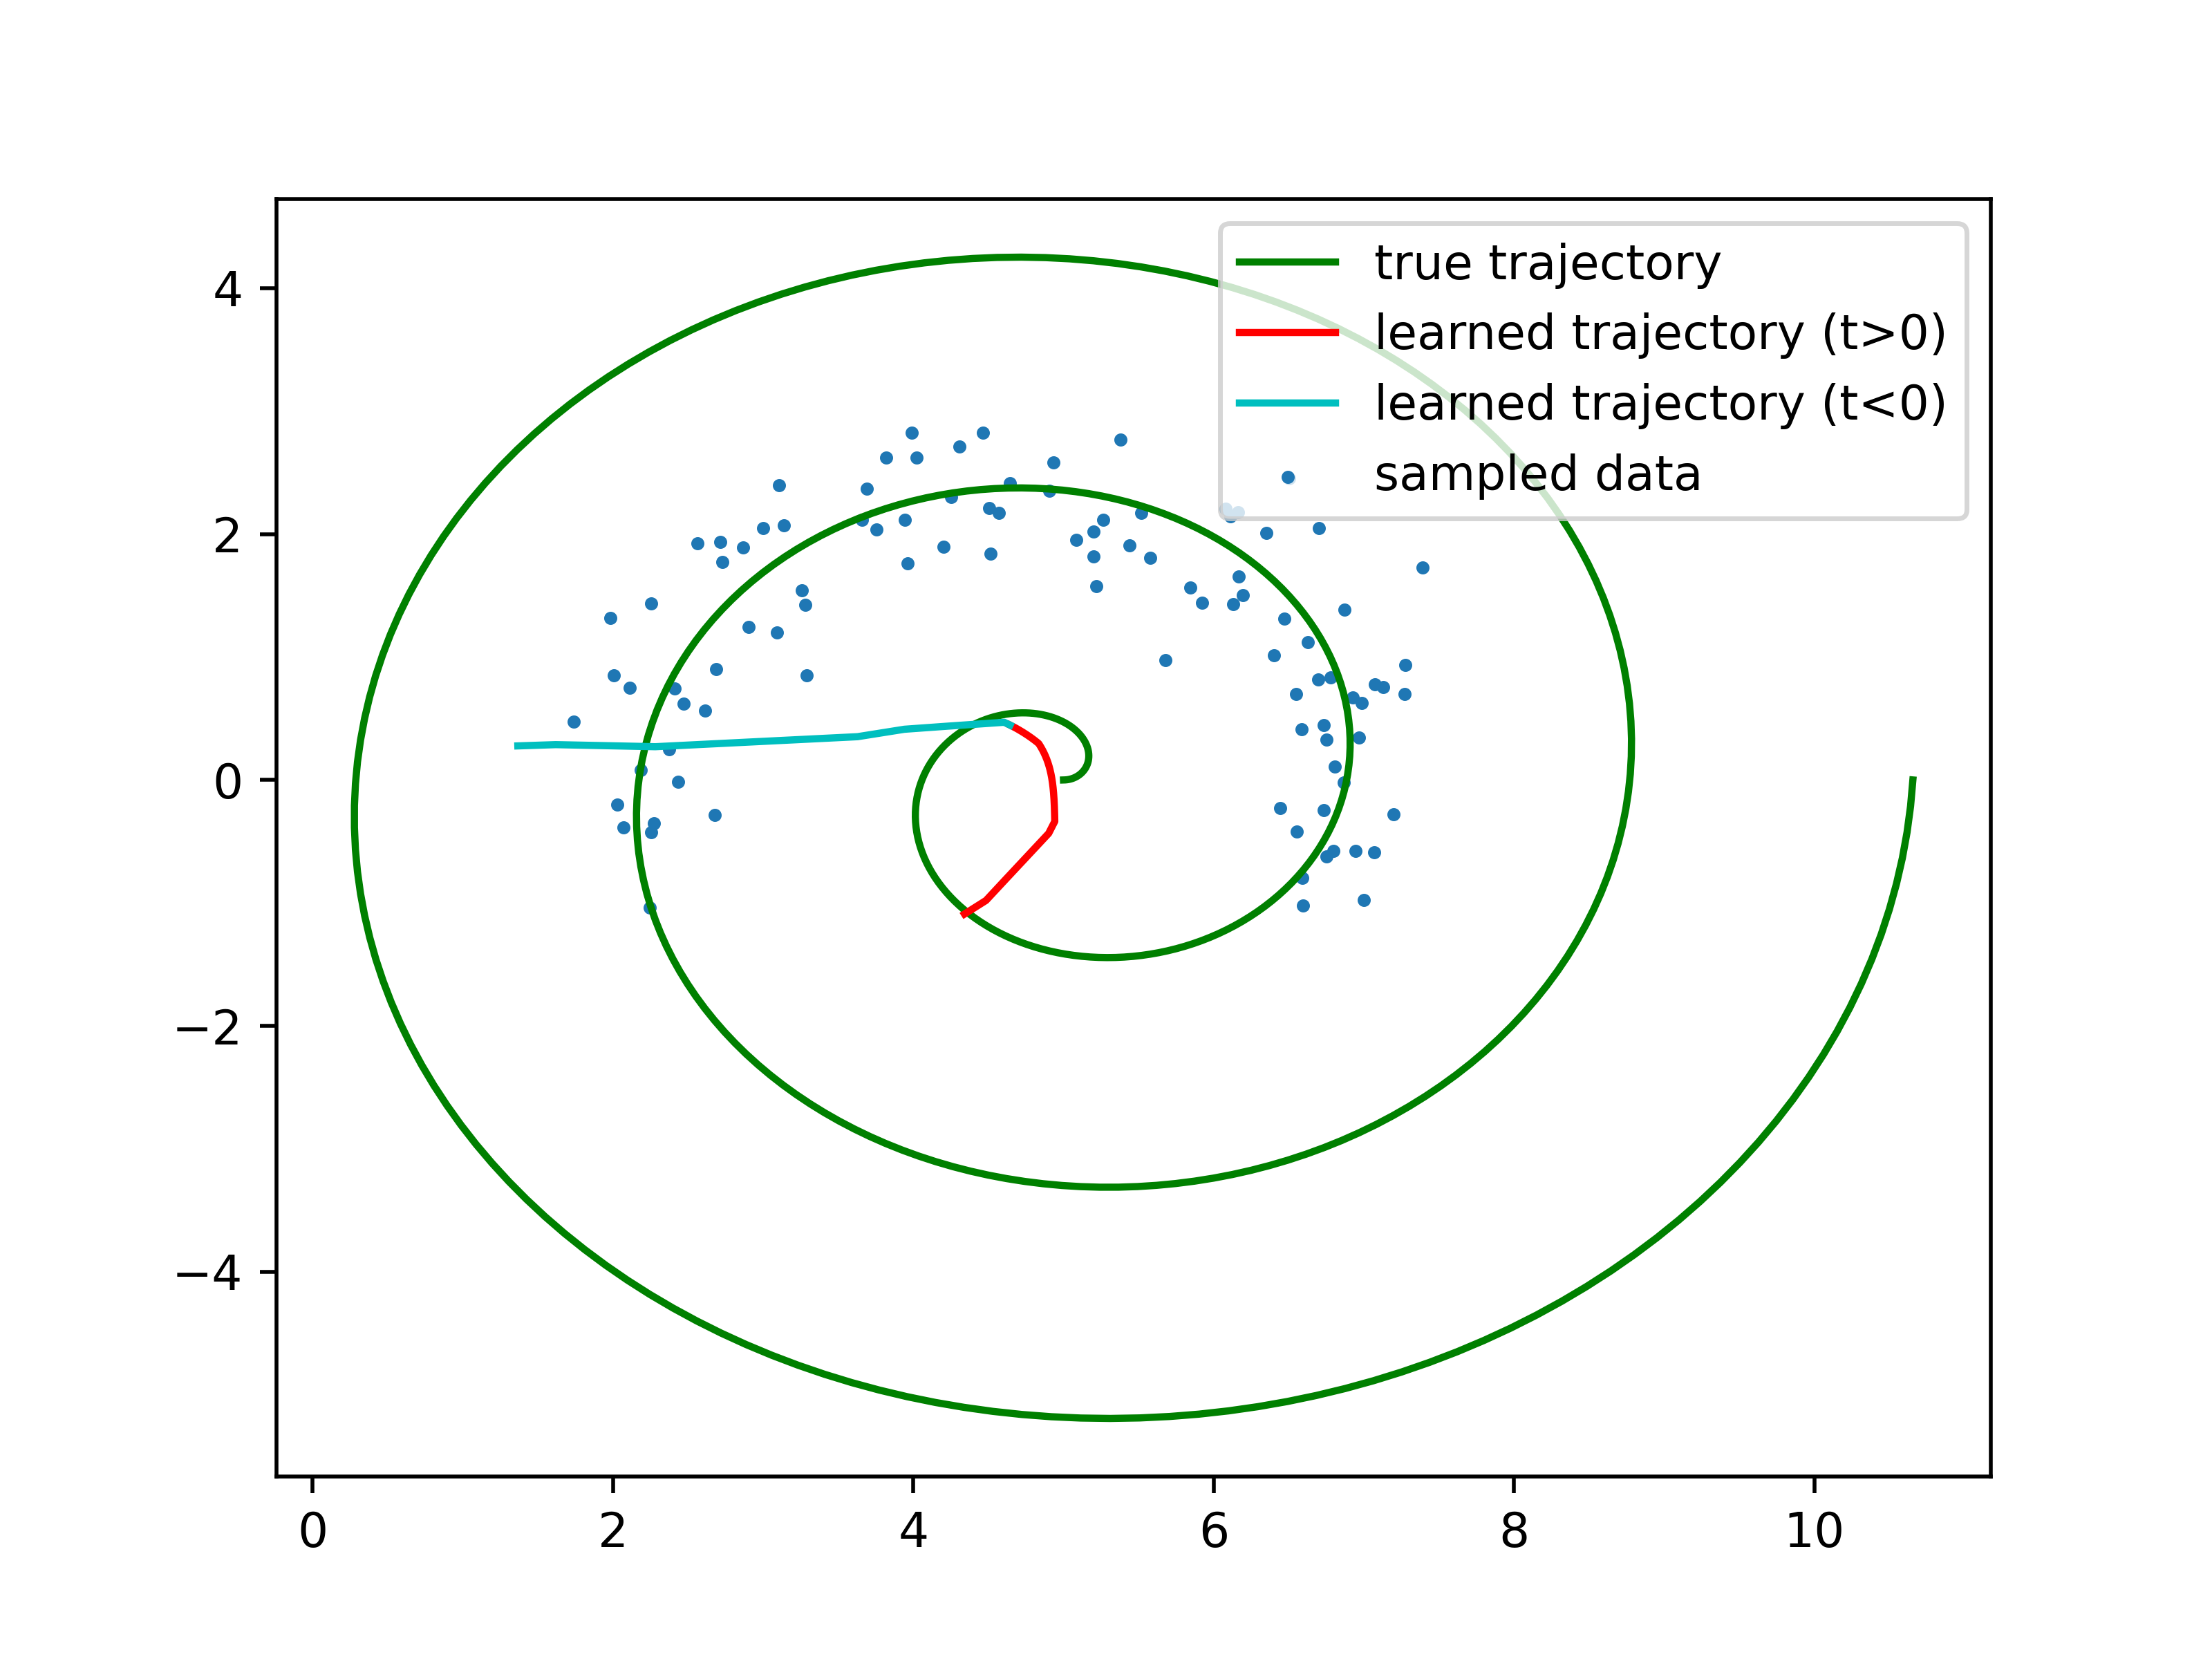 true trajectory
learned trajectory (t>0)
learned trajectory (t<0)
sampled data
4
2
0
−2
−4
0 2 4 6 8 10